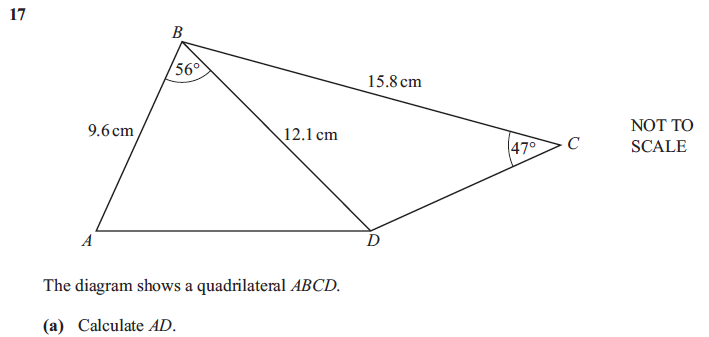 17
B
56°
15.8 cm
9.6 cm
12.1 cm
47°
C
NOT TO
SCALE
A
D
The diagram shows a quadrilateral ABCD.
(a) Calculate AD.